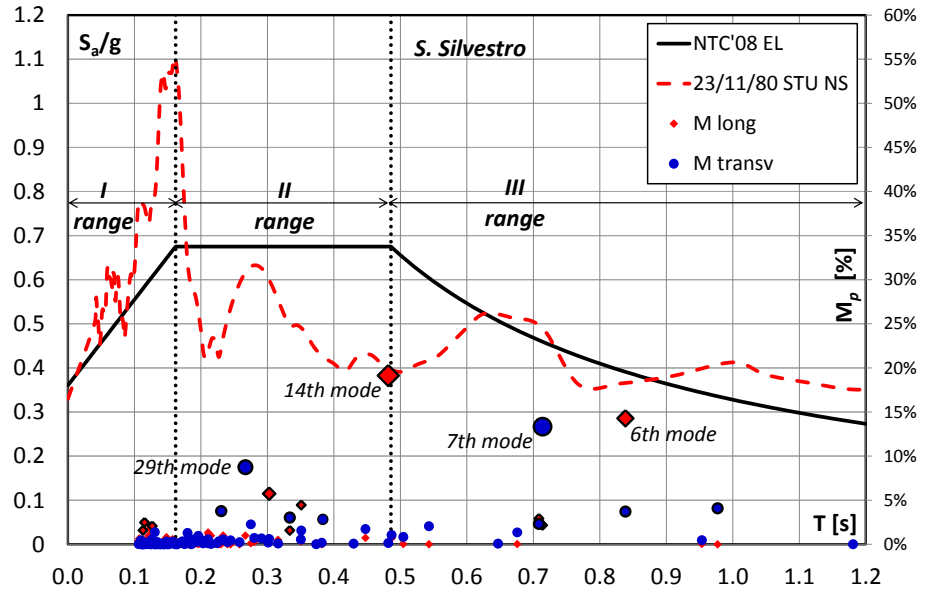 1.2
1.1
1
0.9
0.8
0.7
0.6
0.5
0.4
0.3
0.2
0.1
0
Sₐ/g
S. Silvestro
NTC'08 EL
23/11/80 STU NS
M long
M transv
I
range
II
range
III
range
14th mode
7th mode
6th mode
29th mode
T [s]
60%
55%
50%
45%
40%
35%
30%
25%
20%
15%
10%
5%
0%
Mₚ [%]
0.0 0.1 0.2 0.3 0.4 0.5 0.6 0.7 0.8 0.9 1.0 1.1 1.2